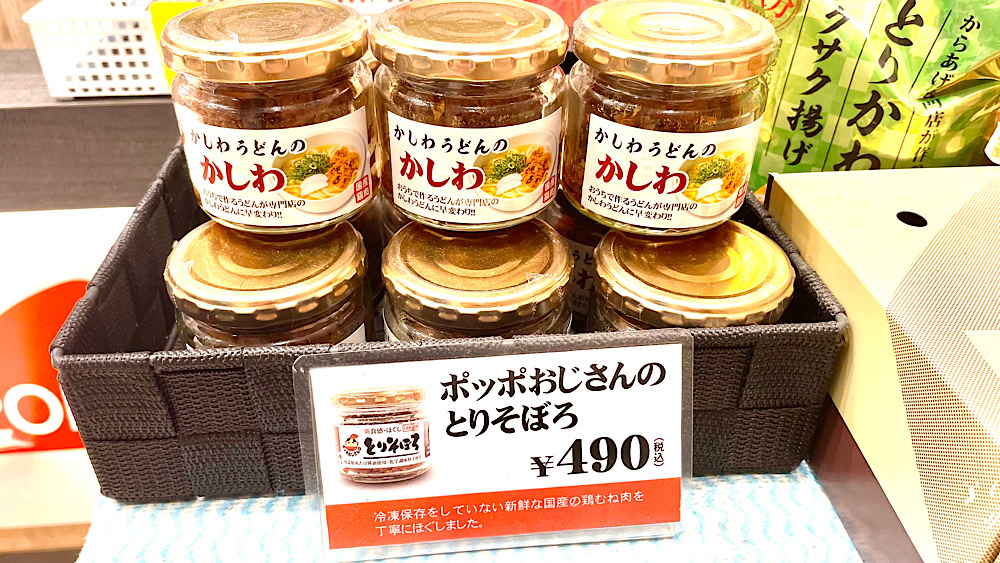 かしわうどんの
かしわ
おうちで作るうどんが専門店の
かしわうどんに早変わり!!
かしわうどんの
かしわ
おうちで作るうどんが専門店の
かしわうどんに早変わり!!
かしわうどんの
かしわ
おうちで作るうどんが専門店の
かしわうどんに早変わり!!
とりかわ
サク揚げ
からあげ
ポッポおじさんの
とりそぼろ
¥490(税込)
とりそぼろ
冷凍保存をしていない新鮮な国産の鶏むね肉を
丁寧にほぐしました。